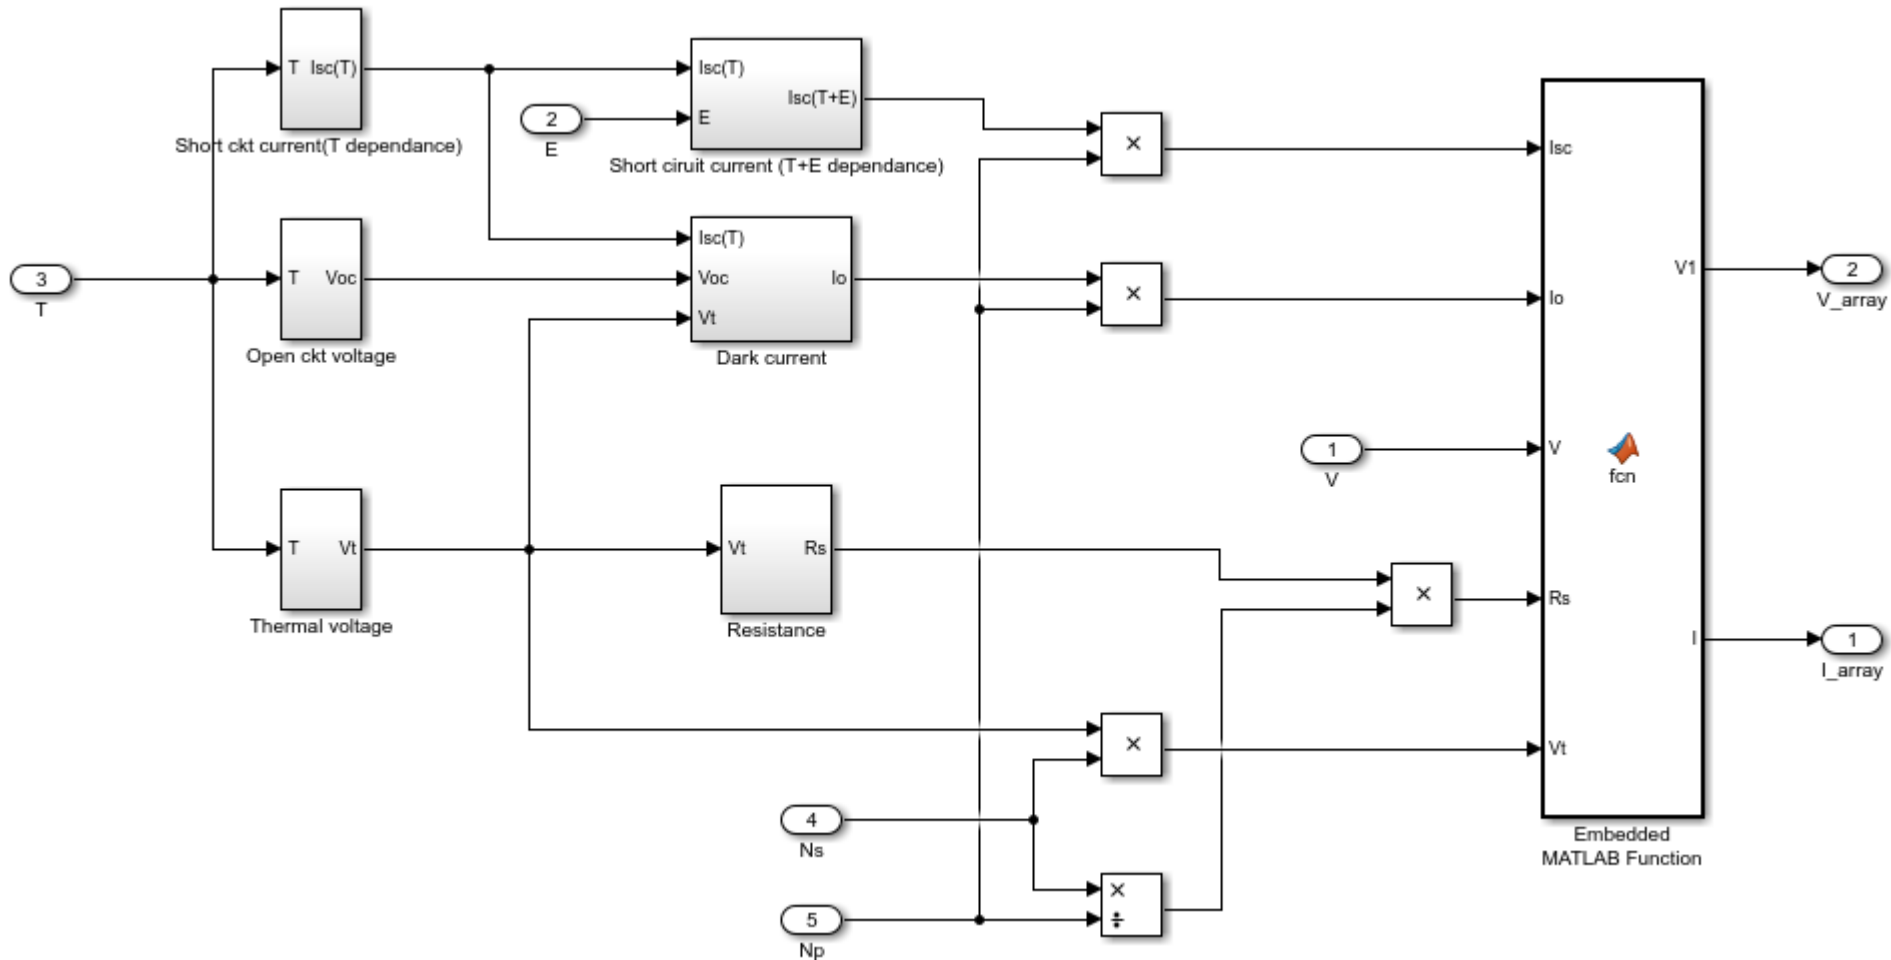 T Isc(T)
Short ckt current(T dependance)
Isc(T)
Isc(T+E)
E
Short ciruit current (T+E dependance)
2
E
×
Isc
3
T
T Voc
Open ckt voltage
Isc(T)
Voc Io
Vt
Dark current
×
Io
V1
2
V_array
1
V
V
fcn
T Vt
Thermal voltage
Vt Rs
Resistance
×
Rs
I
1
I_array
×
Vt
4
Ns
×
÷
5
Np
Embedded
MATLAB Function